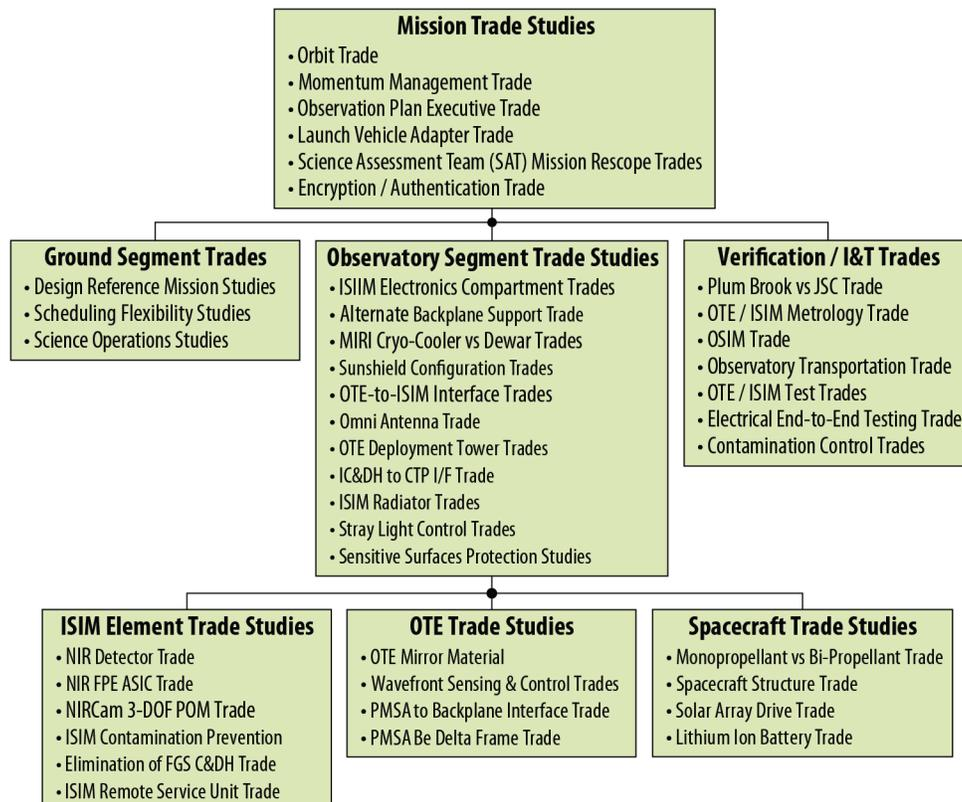 Mission Trade Studies
• Orbit Trade
• Momentum Management Trade
• Observation Plan Executive Trade
• Launch Vehicle Adapter Trade
• Science Assessment Team (SAT) Mission Rescope Trades
• Encryption / Authentication Trade
Ground Segment Trades
• Design Reference Mission Studies
• Scheduling Flexibility Studies
• Science Operations Studies
Observatory Segment Trade Studies
• ISIIM Electronics Compartment Trades
• Alternate Backplane Support Trade
• MIRI Cryo-Cooler vs Dewar Trades
• Sunshield Configuration Trades
• OTE-to-ISIM Interface Trades
• Omni Antenna Trade
• OTE Deployment Tower Trades
• IC&DH to CTP I/F Trade
• ISIM Radiator Trades
• Stray Light Control Trades
• Sensitive Surfaces Protection Studies
Verification / I&T Trades
• Plum Brook vs JSC Trade
• OTE / ISIM Metrology Trade
• OSIM Trade
• Observatory Transportation Trade
• OTE / ISIM Test Trades
• Electrical End-to-End Testing Trade
• Contamination Control Trades
ISIM Element Trade Studies
• NIR Detector Trade
• NIR FPE ASIC Trade
• NIRCam 3-DOF POM Trade
• ISIM Contamination Prevention
• Elimination of FGS C&DH Trade
• ISIM Remote Service Unit Trade
OTE Trade Studies
• OTE Mirror Material
• Wavefront Sensing & Control Trades
• PMSA to Backplane Interface Trade
• PMSA Be Delta Frame Trade
Spacecraft Trade Studies
• Monopropellant vs Bi-Propellant Trade
• Spacecraft Structure Trade
• Solar Array Drive Trade
• Lithium Ion Battery Trade